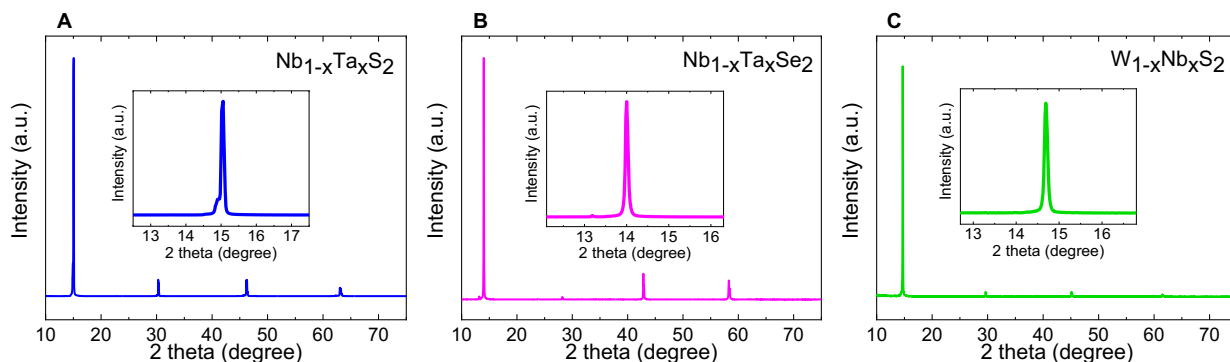 A
Nb1-xTaxS2
Intensity (a.u.)
Intensity (a.u.)
13 14 15 16 17
2 theta (degree)
10 20 30 40 50 60 70
2 theta (degree)
B
Nb1-xTaxSe2
Intensity (a.u.)
Intensity (a.u.)
13 14 15 16
2 theta (degree)
10 20 30 40 50 60 70
2 theta (degree)
C
W1-xNbxS2
Intensity (a.u.)
Intensity (a.u.)
13 14 15 16
2 theta (degree)
10 20 30 40 50 60 70
2 theta (degree)